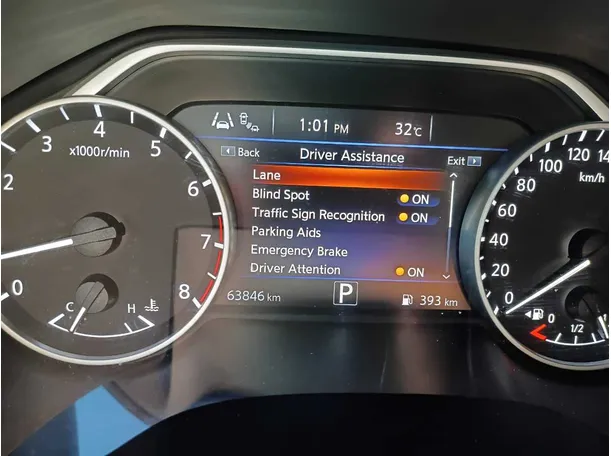 1:01 PM 32°C
Back Driver Assistance Exit
Lane
Blind Spot ON
Traffic Sign Recognition ON
Parking Aids
Emergency Brake
Driver Attention ON
63846 km P 393 km
x1000r/min
0
2
3
4
5
6
7
8
C H
0
20
40
60
80
100
120
140
km/h
0 1/2 1